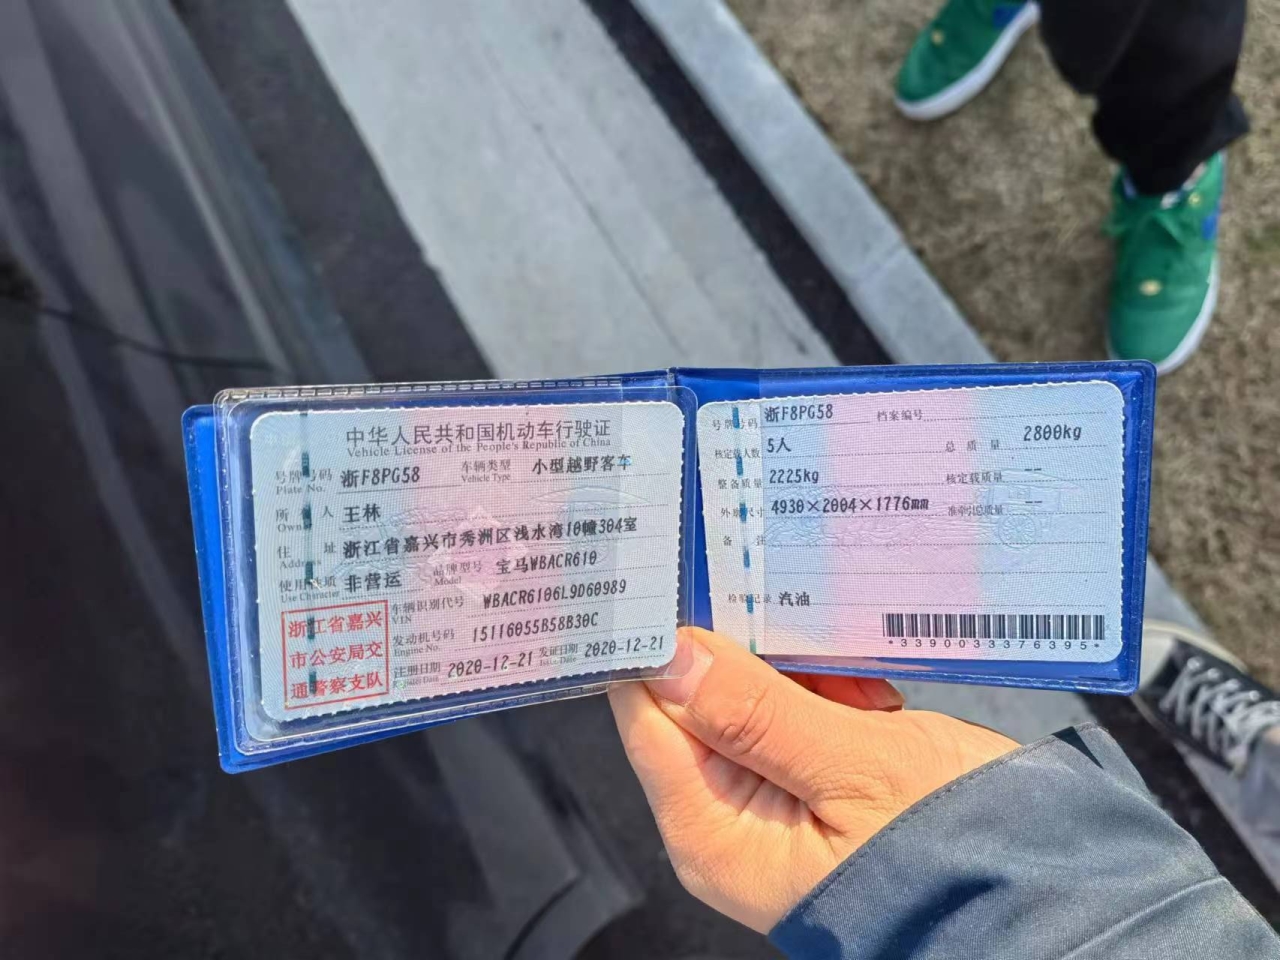 中华人民共和国机动车行驶证
Vehicle License of the People's Republic of China
号牌号码 浙F8PG58 车辆类型 小型越野客车
Plate No. Vehicle Type
所有人 王林
Owner
住址 浙江省嘉兴市秀洲区浅水湾10幢304室
Address
使用性质 非营运 品牌型号 宝马WBACR610
Use Character Model
浙江省嘉兴
市公安局交
通警察支队
车辆识别代号 WBACR6106L9D60989
VIN
发动机号码 15116055B58B30C
Engine No.
注册日期 2020-12-21 发证日期 2020-12-21
Register Date Issue Date
号牌号码 浙F8PG58 档案编号
核定载人数 5人 总质量 2800kg
整备质量 2225kg 核定载质量 --
外廓尺寸 4930×2004×1776mm 准牵引总质量 --
备注
检验记录 汽油
*3390033376395*